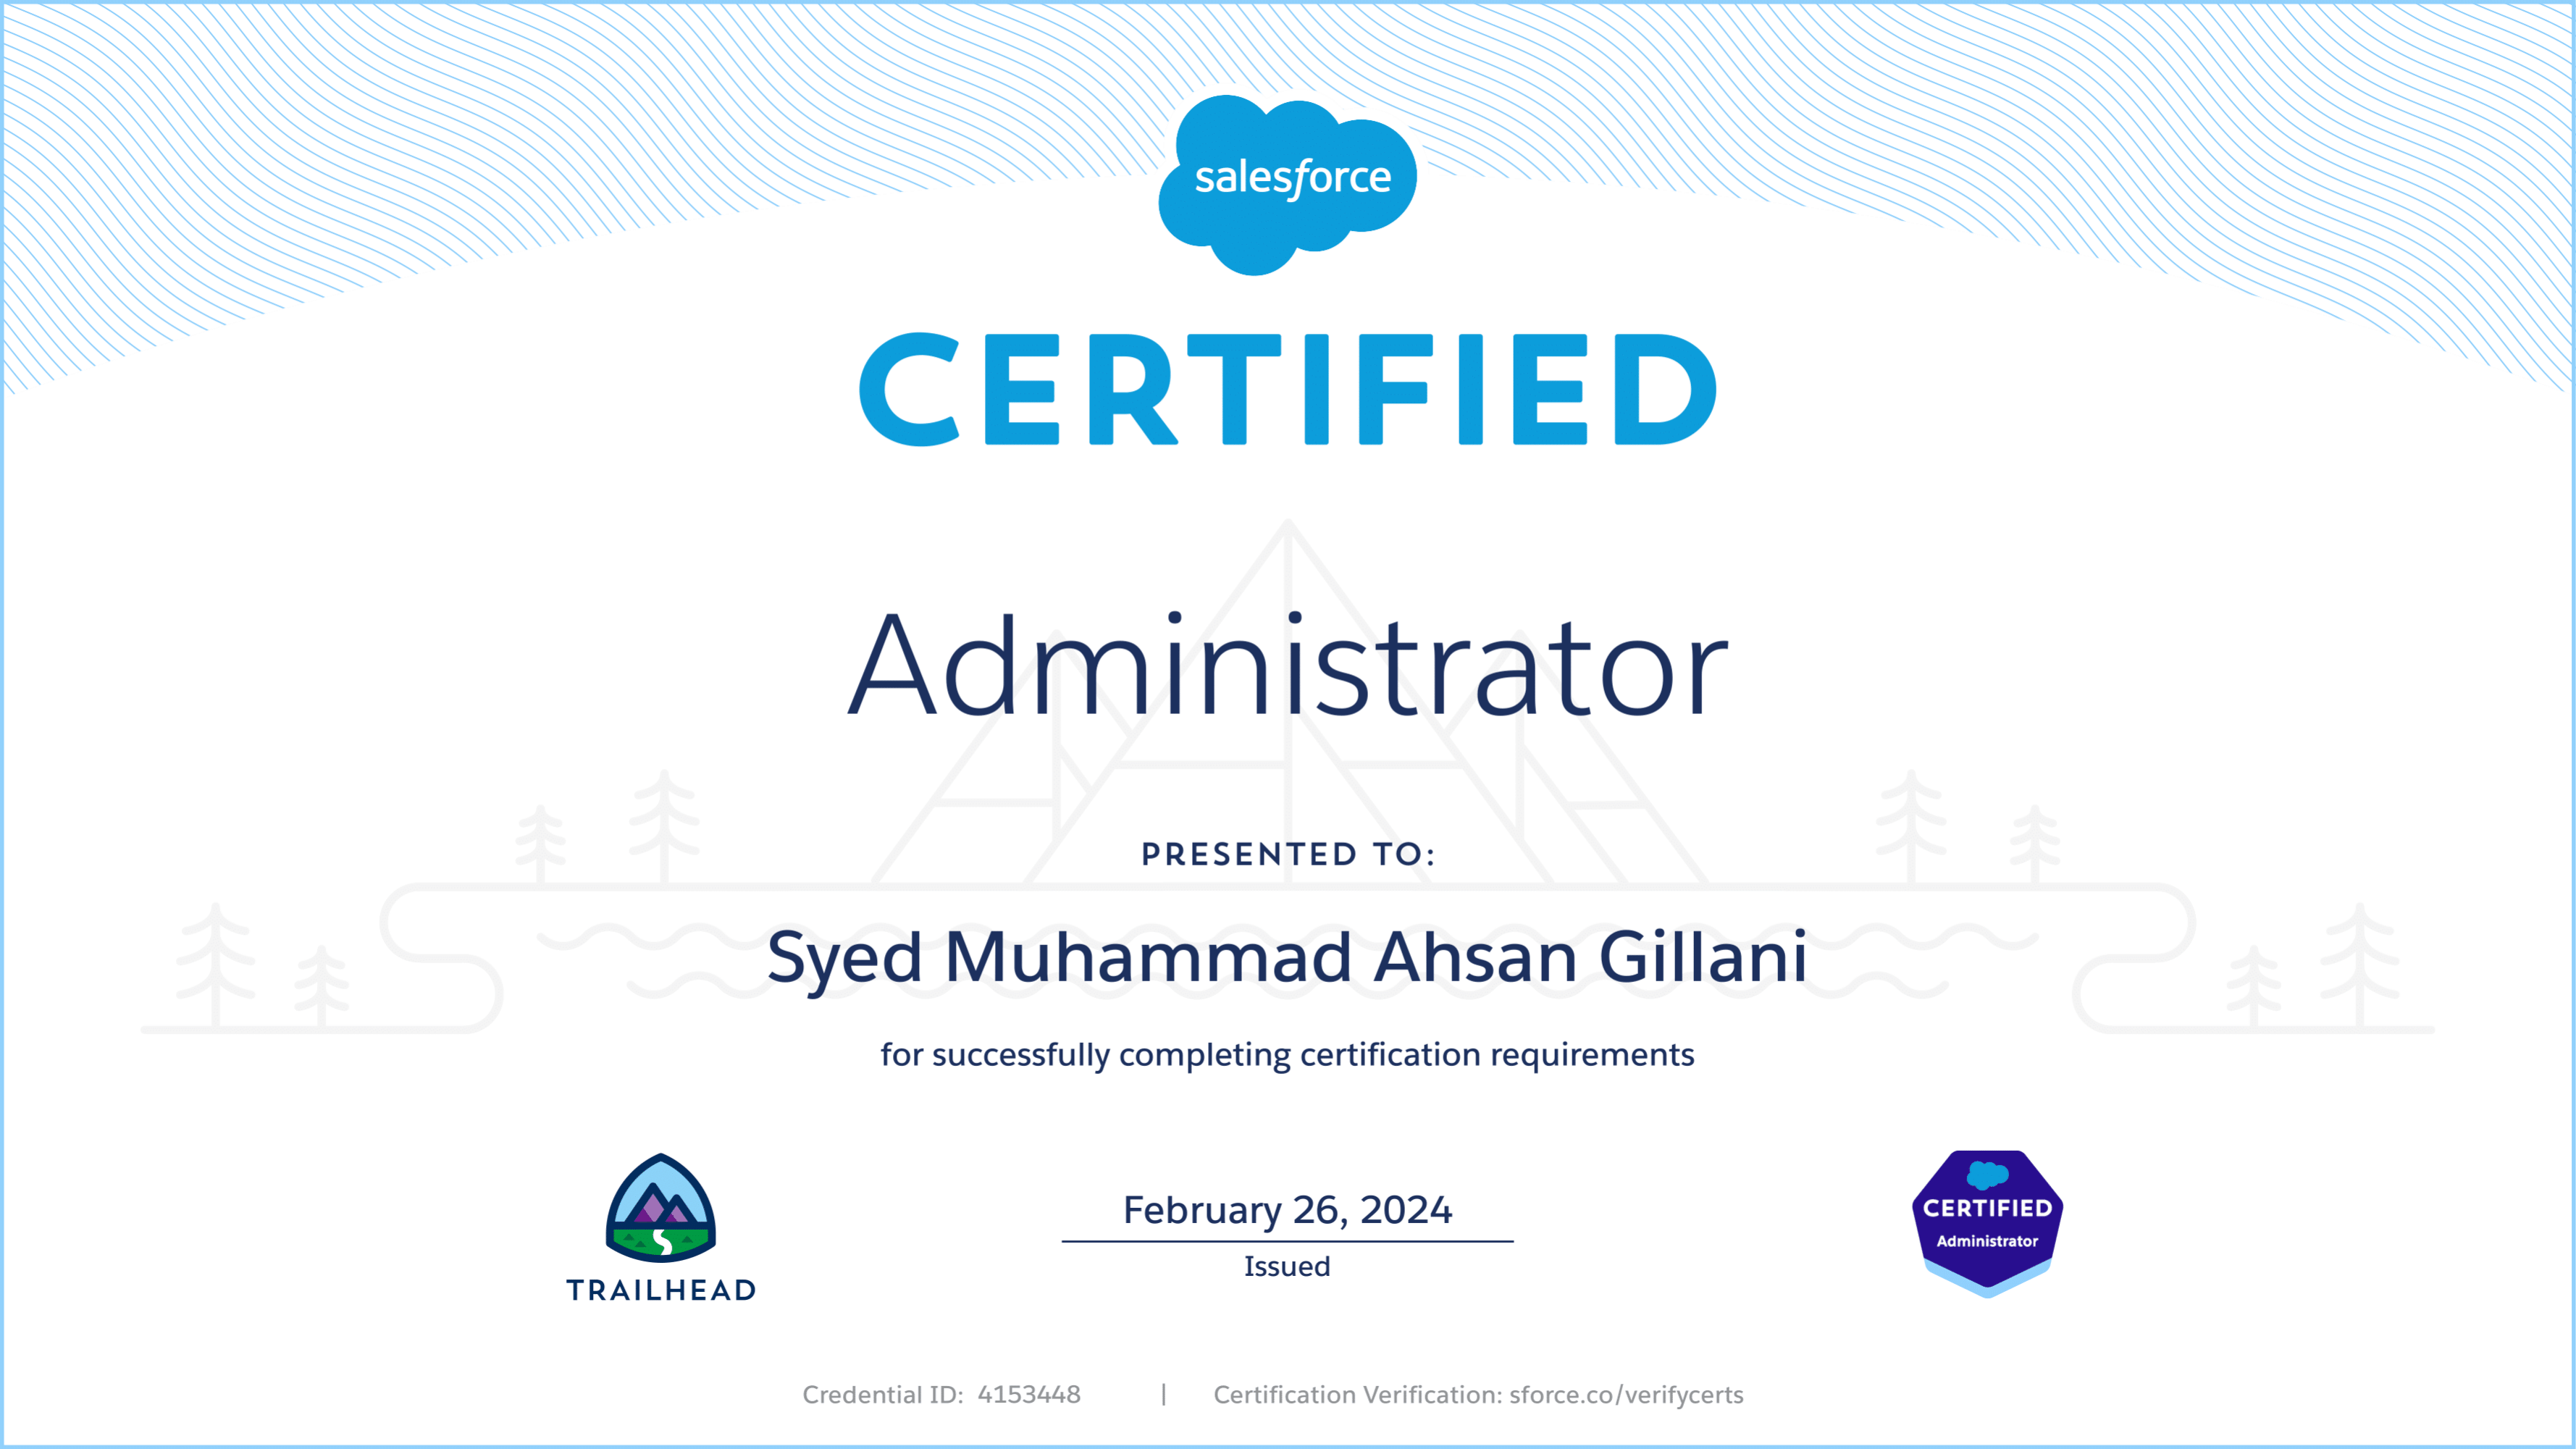 salesforce
CERTIFIED
Administrator
PRESENTED TO:
Syed Muhammad Ahsan Gillani
for successfully completing certification requirements
TRAILHEAD
February 26, 2024
Issued
CERTIFIED
Administrator
Credential ID: 4153448 | Certification Verification: sforce.co/verifycerts